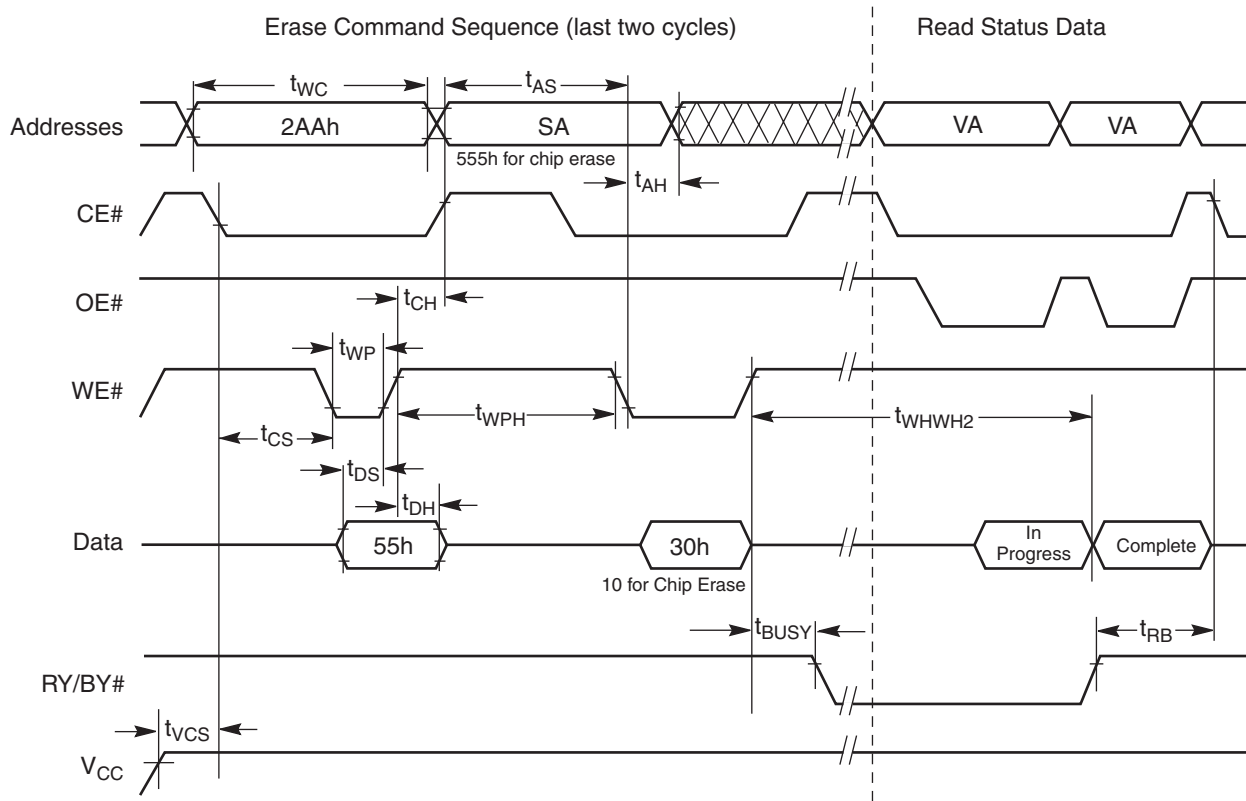 Erase Command Sequence (last two cycles) Read Status Data
tWC tAS
Addresses 2AAh SA VA VA
555h for chip erase
tAH
CE#
OE#
tCH
tWP
WE#
tWPH tWHWH2
tCS
tDS
tDH
Data 55h 30h In Progress Complete
10 for Chip Erase
tBUSY tRB
RY/BY#
tVCS
VCC